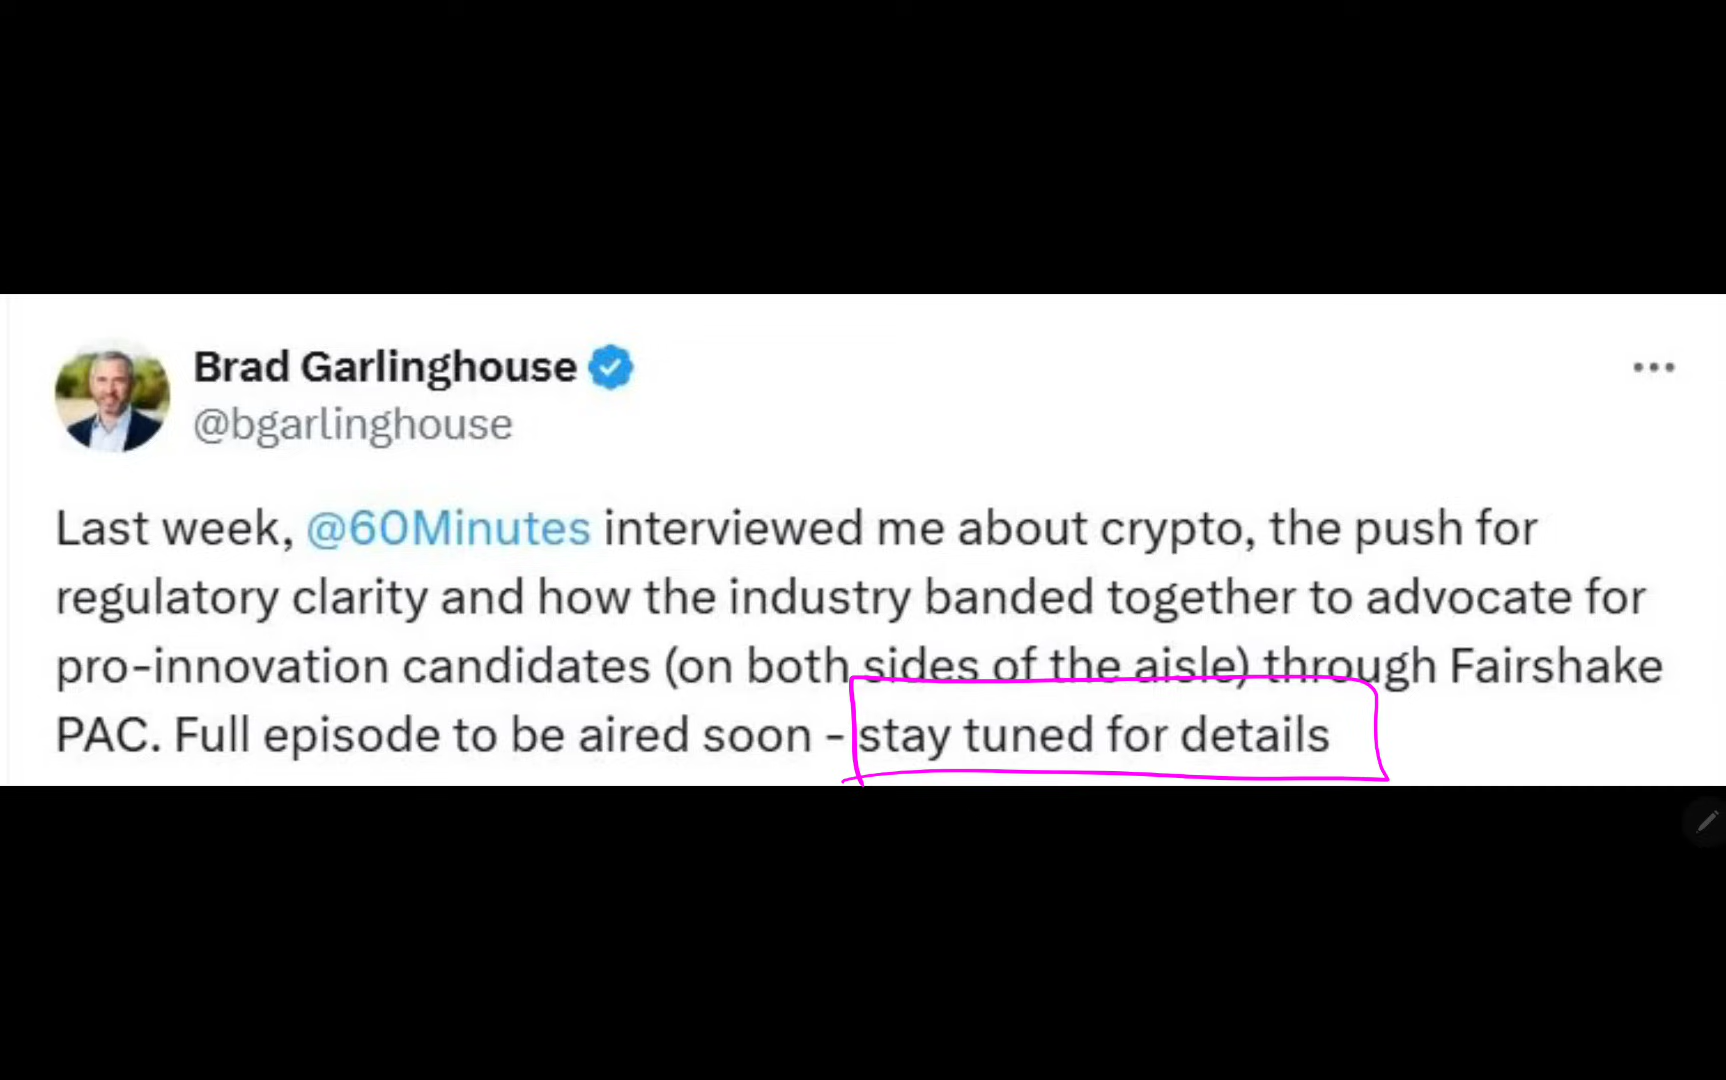 Brad Garlinghouse
@bgarlinghouse
Last week, @60Minutes interviewed me about crypto, the push for
regulatory clarity and how the industry banded together to advocate for
pro-innovation candidates (on both sides of the aisle) through Fairshake
PAC. Full episode to be aired soon - stay tuned for details